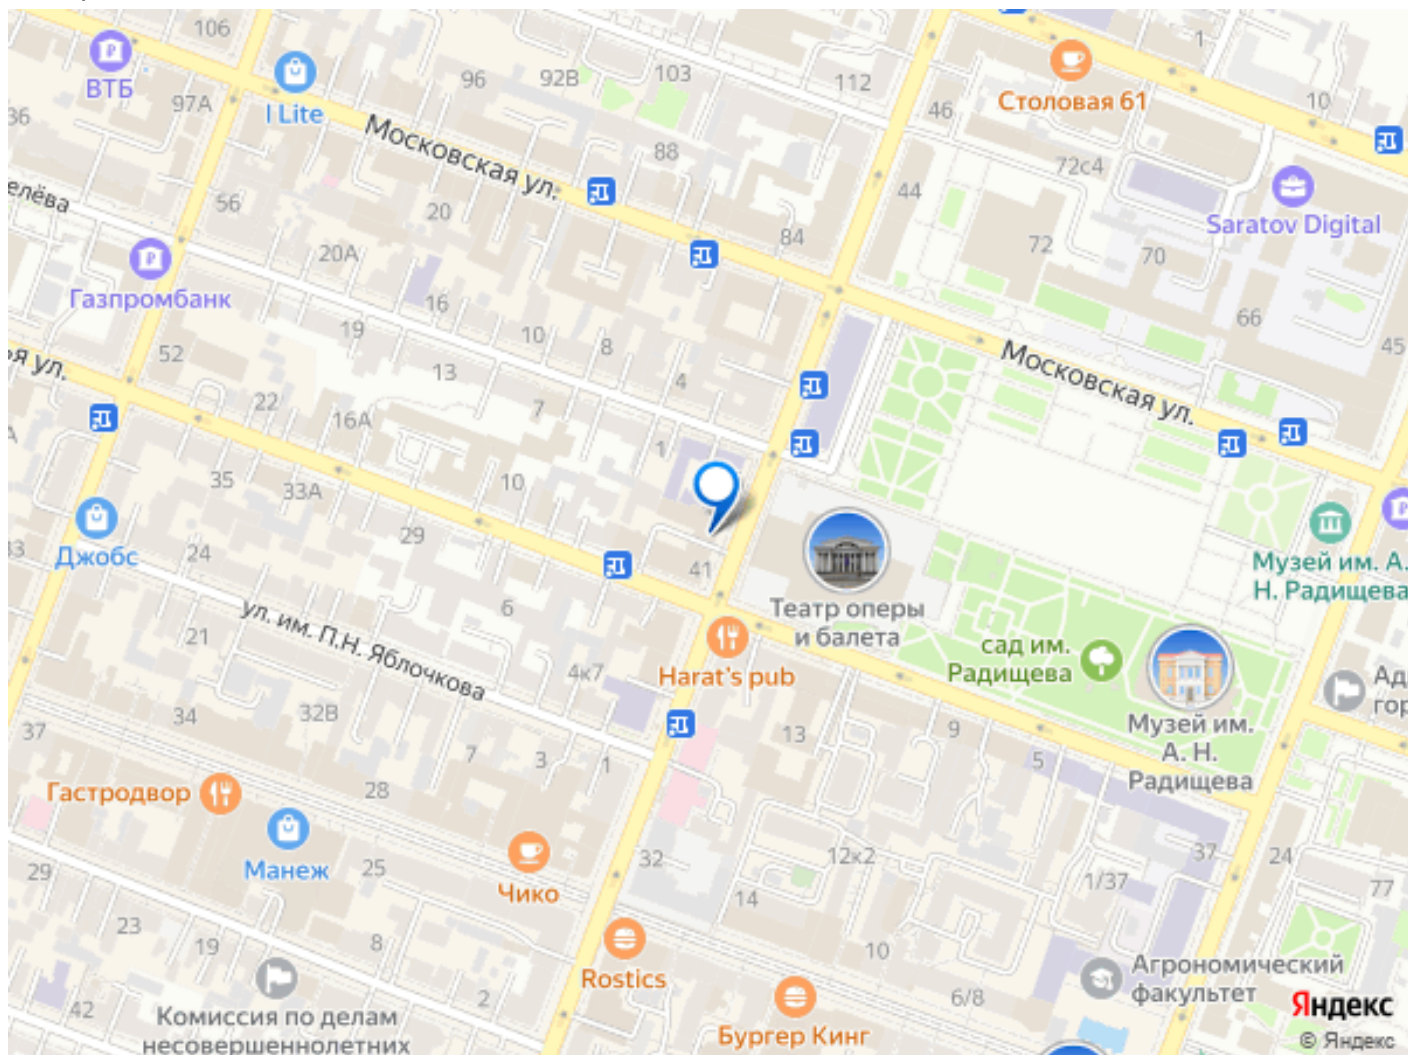 106
ВТБ
97А
I Lite
96
92В
103
112
1
Столовая 61
46
10
36
Московская ул.
88
72с4
44
Saratov Digital
елёва
56
20
20А
84
72
70
Газпромбанк
16
19
10
8
66
45
я ул.
52
13
4
Московская ул.
22
16А
7
1
35
33А
10
29
Джобс
33
24
41
Театр оперы
и балета
Музей им. А.
Н. Радищева
ул. им. П.Н. Яблочкова
21
6
Harat's pub
4к7
сад им.
Радищева
Музей им.
А. Н.
Радищева
Ад
гор
37
34
32В
7
3
1
13
9
5
Гастродвор
28
Манеж
25
Чико
32
12к2
14
1/37
37
24
77
29
23
19
8
Rostics
10
42
2
6/8
Агрономический
факультет
Комиссия по делам
несовершеннолетних
Бургер Кинг
Яндекс
© Яндекс